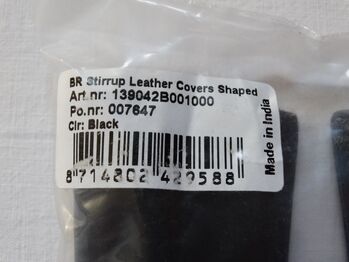 BR Stirrup Leather Covers Shaped
Art.nr: 139042B001000
Po.nr: 007647
Clr: Black
Made in India
8 714802 429588